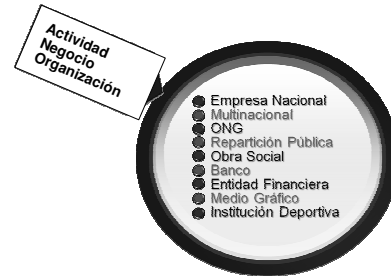 Actividad
Negocio
Organización
Empresa Nacional
Multinacional
ONG
Repartición Pública
Obra Social
Banco
Entidad Financiera
Medio Gráfico
Institución Deportiva